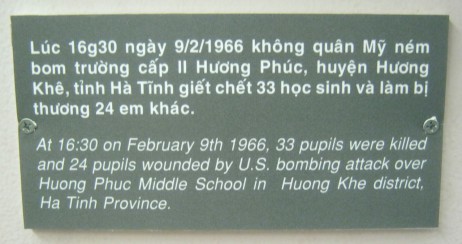 Lúc 16g30 ngày 9/2/1966 không quân Mỹ ném
bom trường cấp II Hương Phúc, huyện Hương
Khê, tỉnh Hà Tĩnh giết chết 33 học sinh và làm bị
thương 24 em khác.
At 16:30 on February 9th 1966, 33 pupils were killed
and 24 pupils wounded by U.S. bombing attack over
Huong Phuc Middle School in Huong Khe district,
Ha Tinh Province.